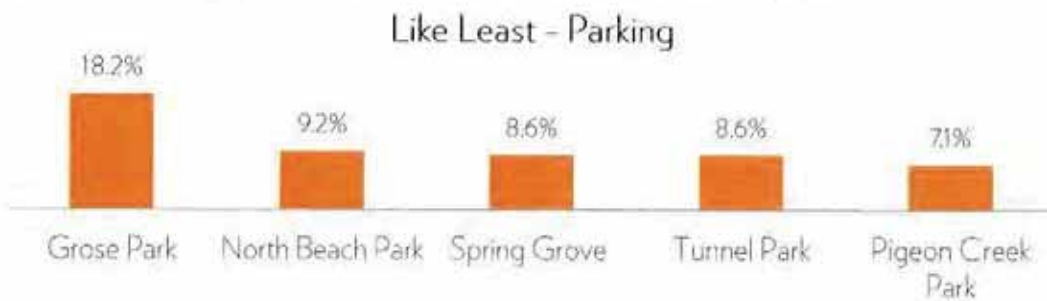 Like Least - Parking
18.2%
9.2%
8.6%
8.6%
7.1%
Grose Park
North Beach Park
Spring Grove
Tunnel Park
Pigeon Creek
Park